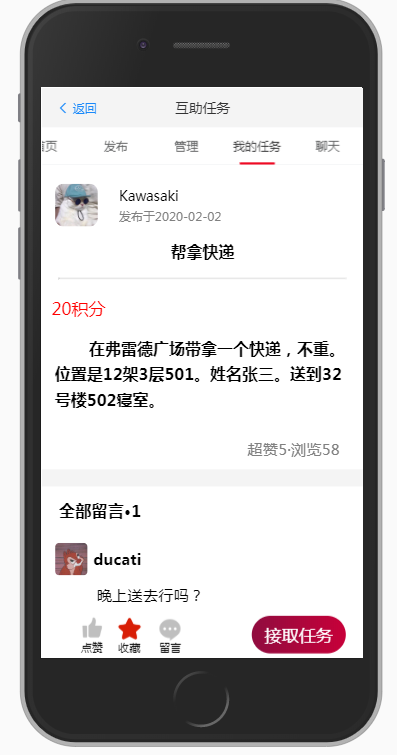 返回 互助任务
首页 发布 管理 我的任务 聊天
Kawasaki
发布于2020-02-02
帮拿快递
20积分
在弗雷德广场带拿一个快递，不重。
位置是12架3层501。姓名张三。送到32
号楼502寝室。
超赞5·浏览58
全部留言•1
ducati
晚上送去行吗？
点赞 收藏 留言 接取任务